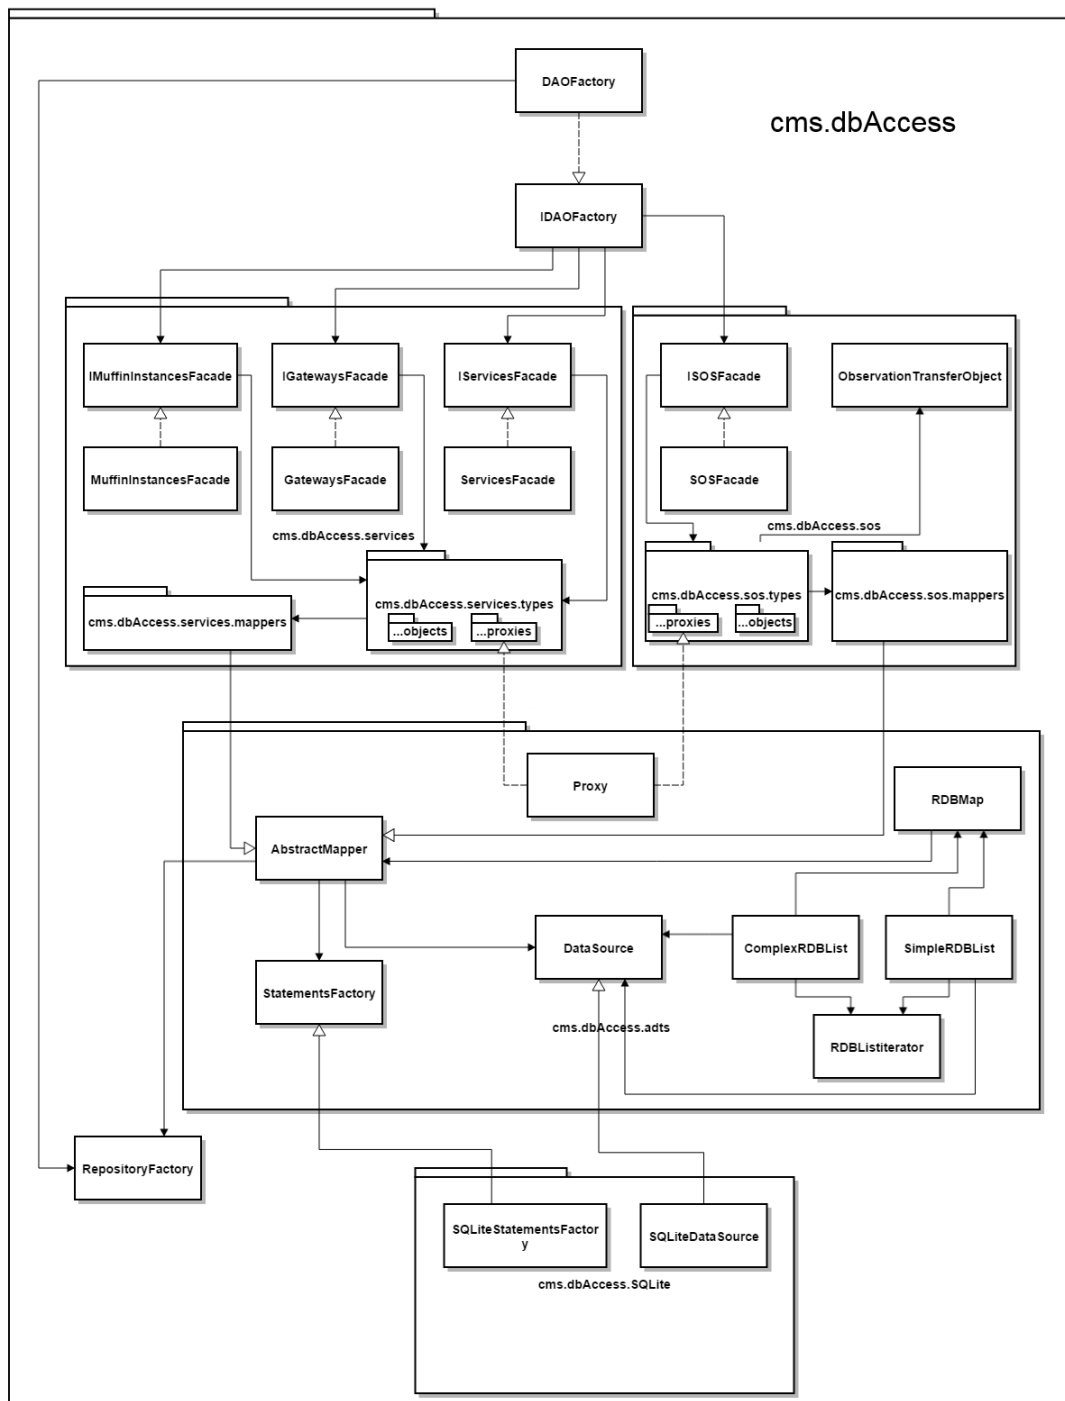 DAOFactory
cms.dbAccess
IDAOFactory
IMuffinInstancesFacade
IGatewaysFacade
IServicesFacade
ISOSFacade
ObservationTransferObject
MuffinInstancesFacade
GatewaysFacade
ServicesFacade
SOSFacade
cms.dbAccess.services
cms.dbAccess.sos
cms.dbAccess.services.types
...objects
...proxies
cms.dbAccess.services.mappers
cms.dbAccess.sos.types
...proxies
...objects
cms.dbAccess.sos.mappers
Proxy
RDBMap
AbstractMapper
DataSource
ComplexRDBList
SimpleRDBList
StatementsFactory
cms.dbAccess.adts
RDBListiterator
RepositoryFactory
SQLiteStatementsFactor
y
SQLiteDataSource
cms.dbAccess.SQLite